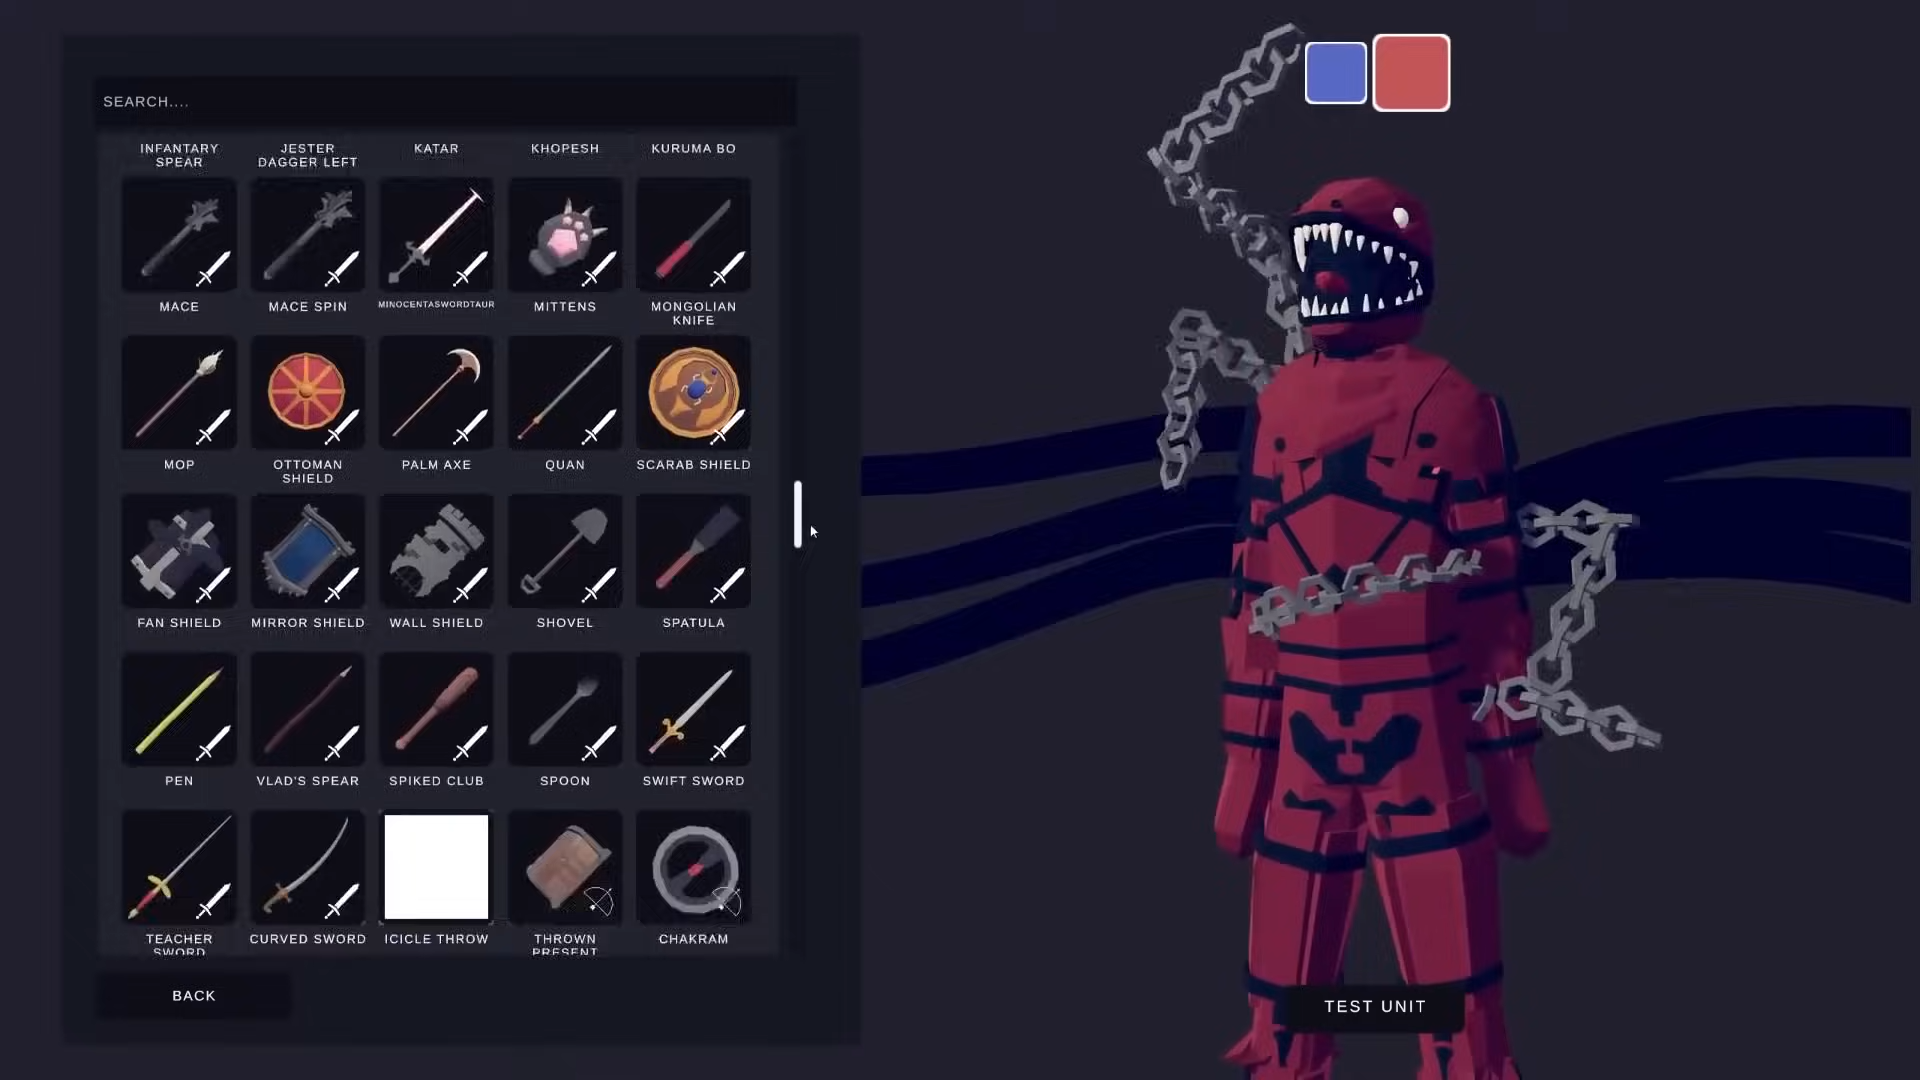 SEARCH....
INFANTARY
SPEAR
JESTER
DAGGER LEFT
KATAR
KHOPESH
KURUMA BO
MACE
MACE SPIN
MINOCENTASWORDTAUR
MITTENS
MONGOLIAN
KNIFE
MOP
OTTOMAN
SHIELD
PALM AXE
QUAN
SCARAB SHIELD
FAN SHIELD
MIRROR SHIELD
WALL SHIELD
SHOVEL
SPATULA
PEN
VLAD'S SPEAR
SPIKED CLUB
SPOON
SWIFT SWORD
TEACHER
SWORD
CURVED SWORD
ICICLE THROW
THROWN
PRESENT
CHAKRAM
BACK
TEST UNIT